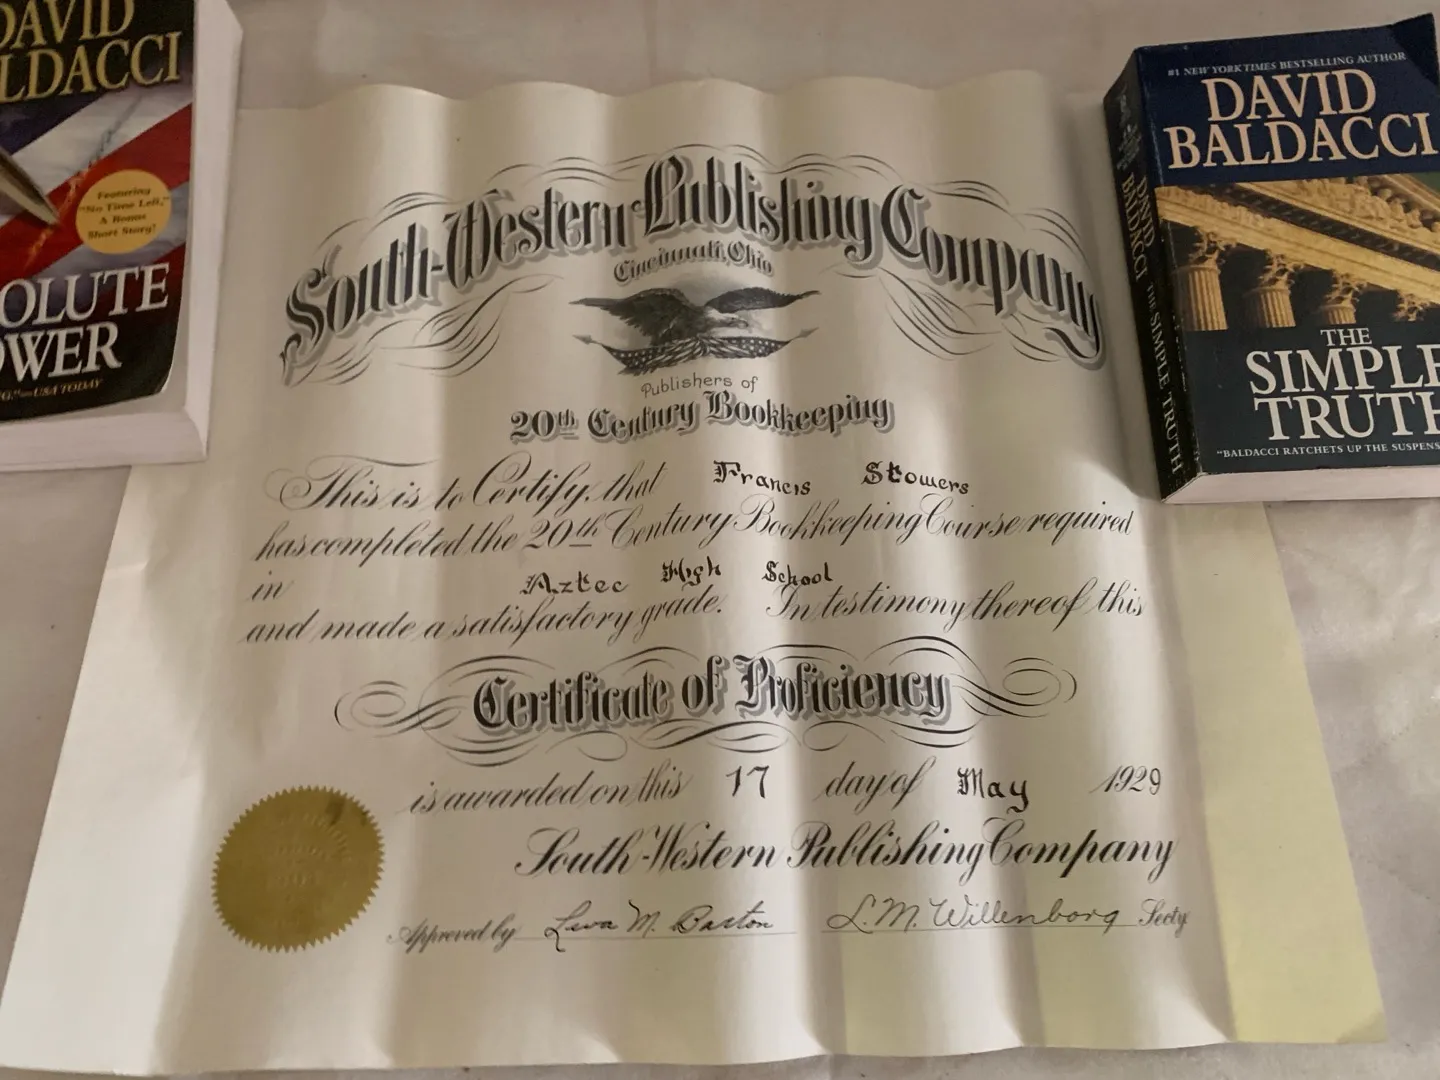 DAVID
LDACCI
Featuring
"No Time Left,"
A Bonus
Short Story!
OLUTE
OWER
—USA TODAY
South-Western Publishing Company
Cincinnati, Ohio
Publishers of
20th Century Bookkeeping
This is to Certify, that Francis Stowers
has completed the 20th Century Bookkeeping Course required
in Aztec High School
and made a satisfactory grade. In testimony thereof this
Certificate of Proficiency
is awarded on this 17 day of May 1929
South-Western Publishing Company
Approved by Leva M. Barton L. M. Willenborg Secty
#1 NEW YORK TIMES BESTSELLING AUTHOR
DAVID
BALDACCI
THE
SIMPLE
TRUTH
"BALDACCI RATCHETS UP THE SUSPENS
DAVID
BALDACCI
THE SIMPLE TRUTH